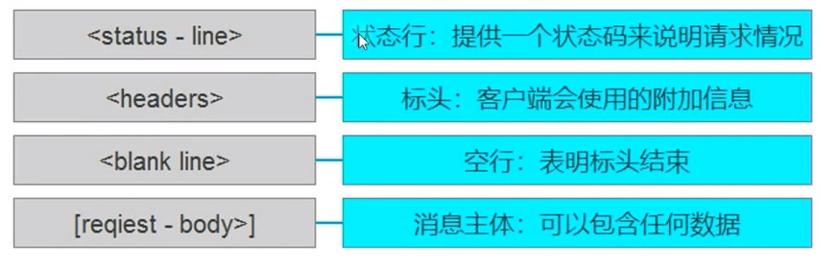 <status - line>
状态行：提供一个状态码来说明请求情况
<headers>
标头：客户端会使用的附加信息
<blank line>
空行：表明标头结束
[reqiest - body>]
消息主体：可以包含任何数据